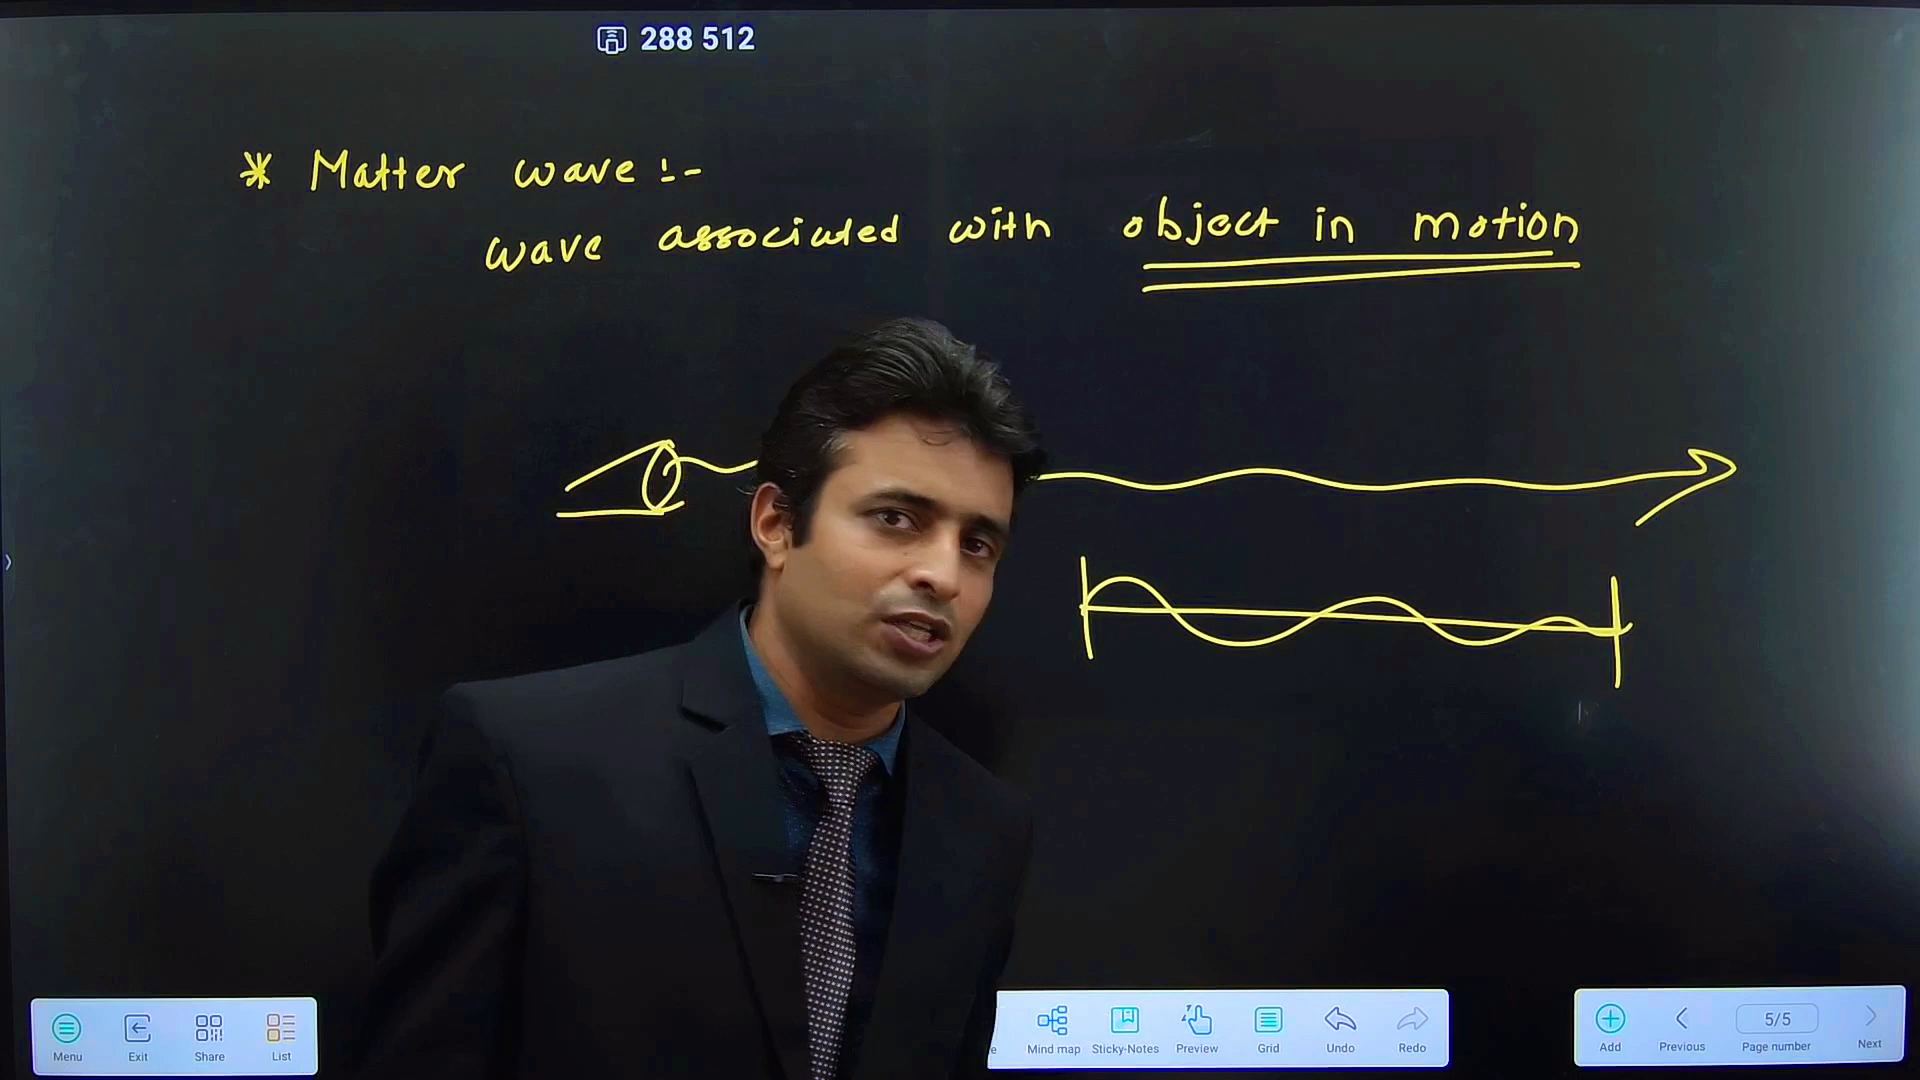 288 512
* Matter wave :-
wave associated with object in motion
Menu Exit Share List
Mind map Sticky-Notes Preview Grid Undo Redo
Add Previous 5/5 Page number Next